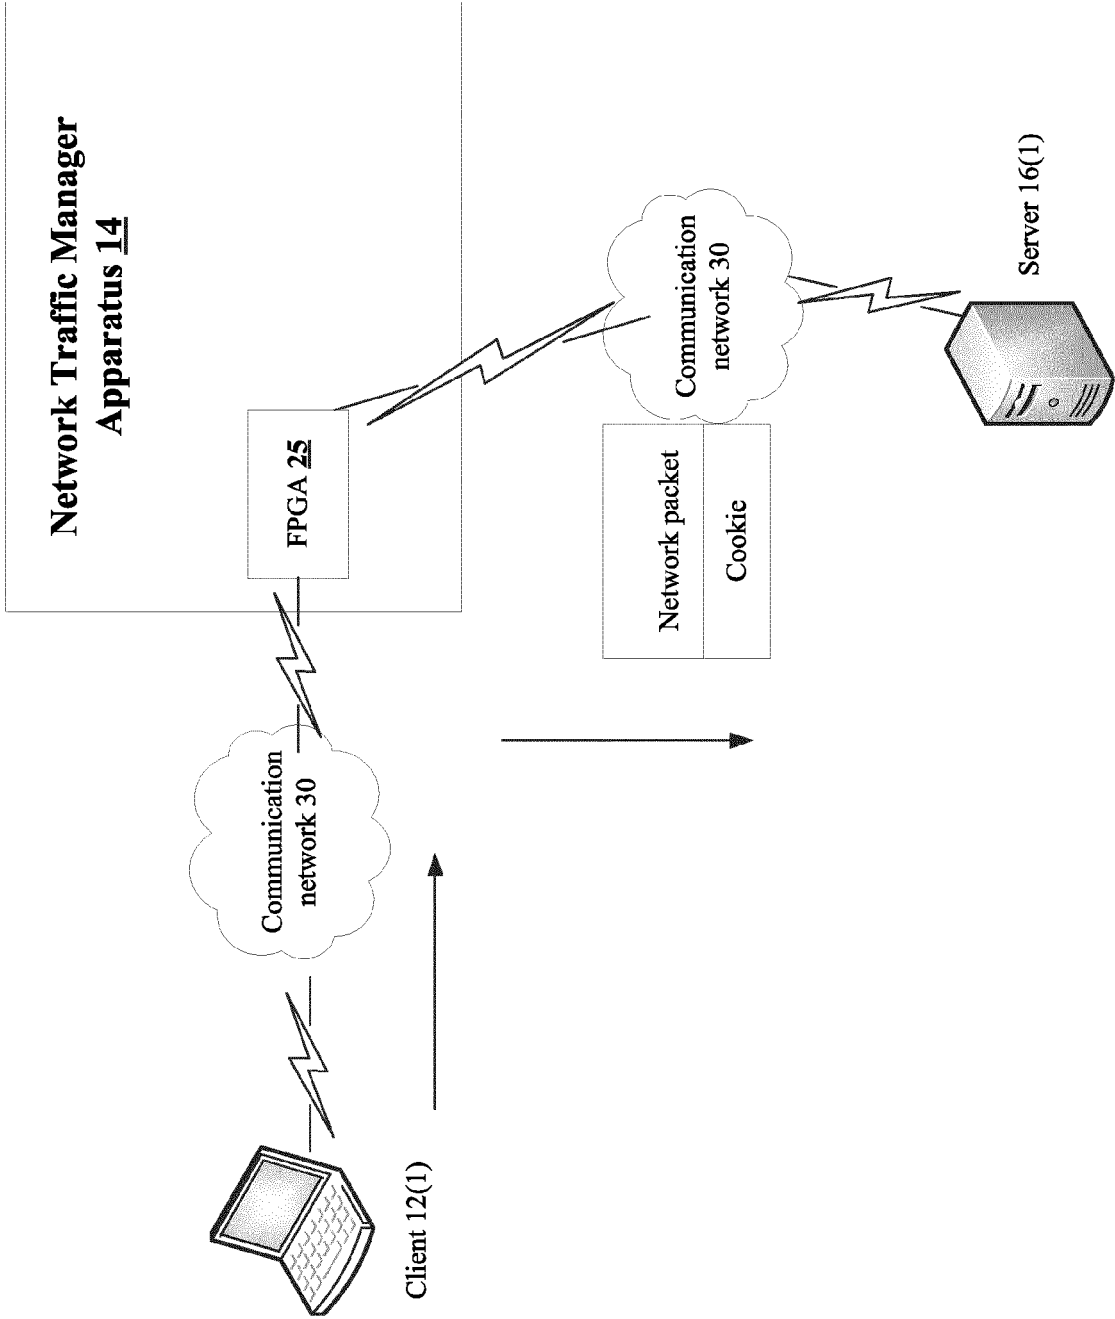 Network Traffic Manager
Apparatus 14
FPGA 25
Communication
network 30
Communication
network 30
Network packet
Cookie
Client 12(1)
Server 16(1)